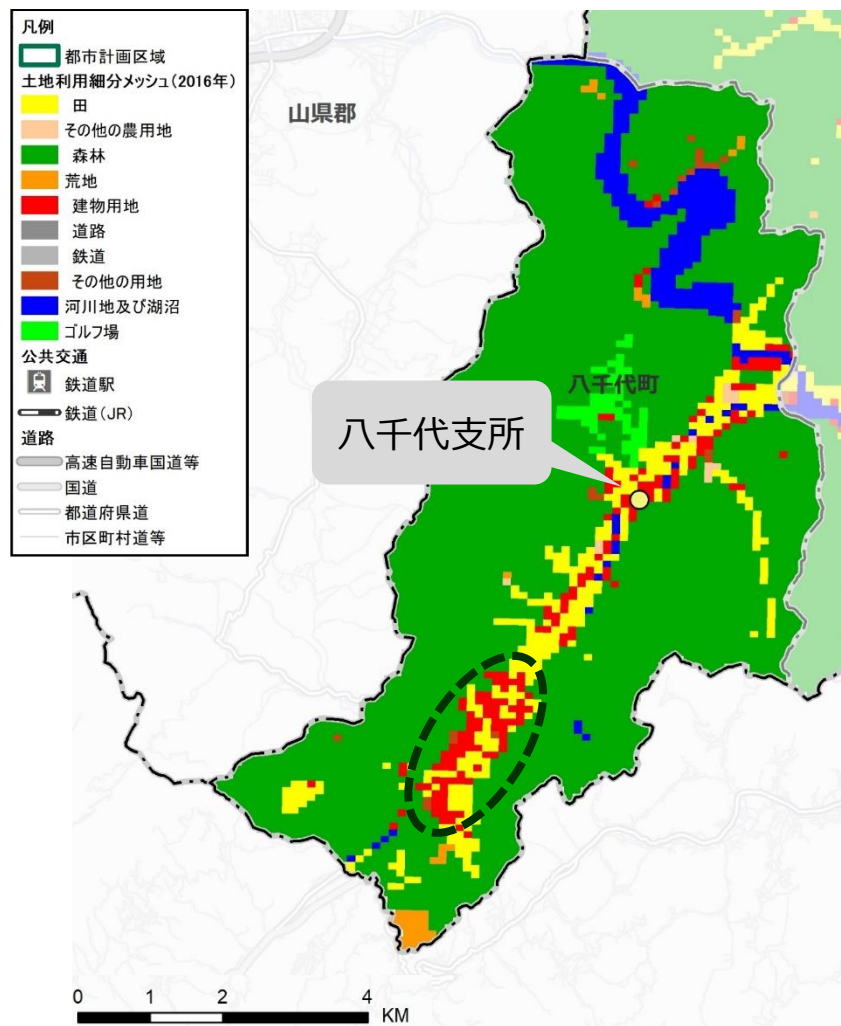 凡例
都市計画区域
土地利用細分メッシュ(2016年)
田
その他の農用地
森林
荒地
建物用地
道路
鉄道
その他の用地
河川地及び湖沼
ゴルフ場
公共交通
鉄道駅
鉄道(JR)
道路
高速自動車国道等
国道
都道府県道
市区町村道等
山県郡
八千代町
八千代支所
0 1 2 4
KM